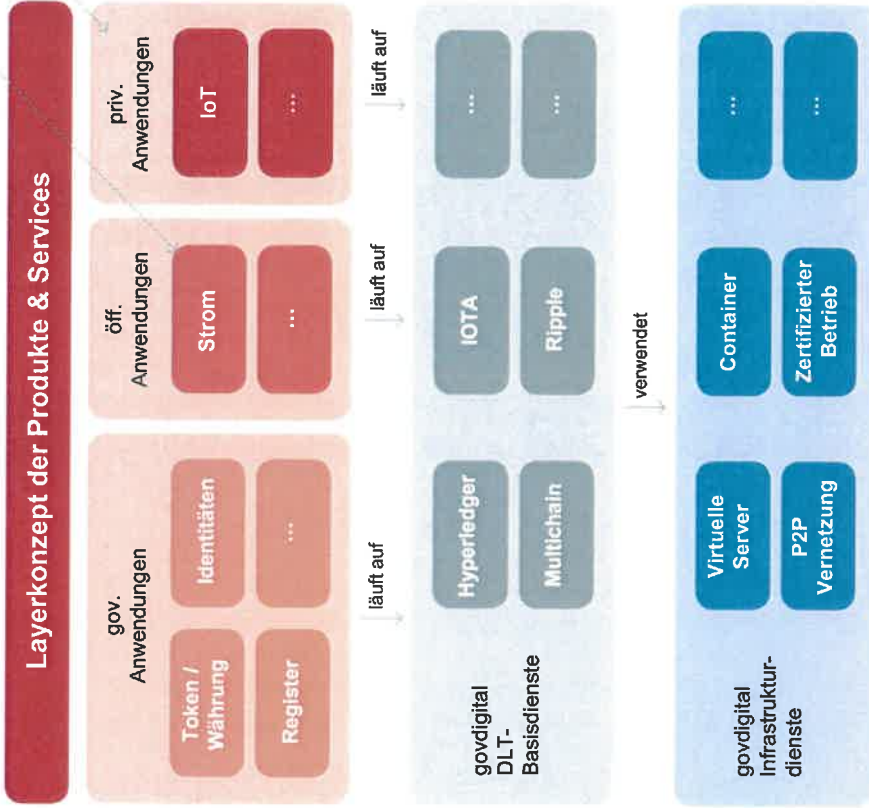 Layerkonzept der Produkte & Services
gov.
Anwendungen
Token /
Währung
Identitäten
Register
...
öff.
Anwendungen
Strom
...
priv.
Anwendungen
IoT
...
läuft auf
läuft auf
läuft auf
govdigital
DLT-
Basisdienste
Hyperledger
IOTA
...
Multichain
Ripple
...
verwendet
govdigital
Infrastruktur-
dienste
Virtuelle
Server
Container
...
P2P
Vernetzung
Zertifizierter
Betrieb
...